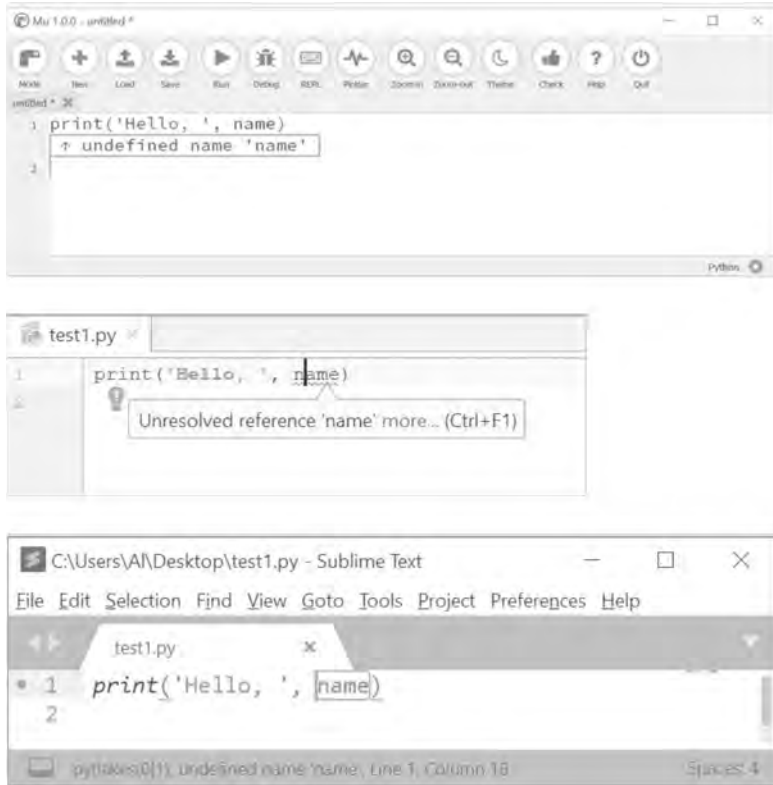 Mu 1.0.0 - untitled *
Mode New Load Save Run Debug REPL Plotter Zoom-in Zoom-out Theme Check Help Quit
untitled *
1 print('Hello, ', name)
↑ undefined name 'name'
2
Python
test1.py
1 print('Hello, ', name)
2
Unresolved reference 'name' more... (Ctrl+F1)
C:\Users\Al\Desktop\test1.py - Sublime Text
File Edit Selection Find View Goto Tools Project Preferences Help
test1.py
1 print('Hello, ', name)
2
undefined name 'name', Line 1, Column 18
Spaces: 4